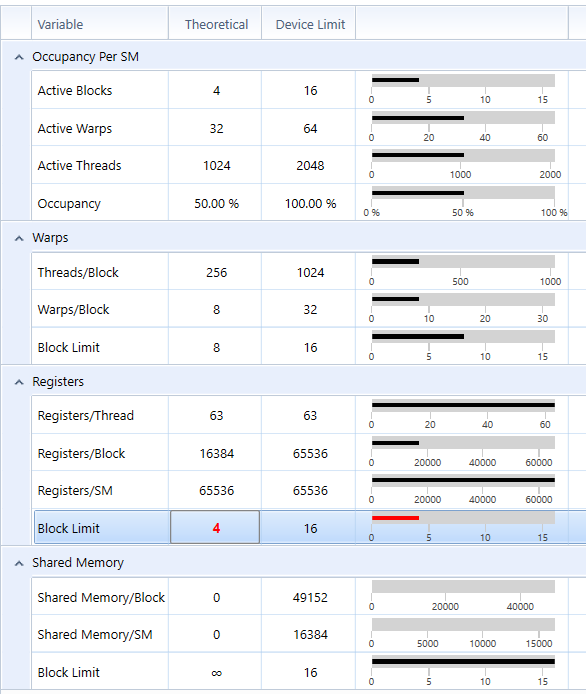 Variable Theoretical Device Limit
Occupancy Per SM
Active Blocks 4 16
0 5 10 15
Active Warps 32 64
0 20 40 60
Active Threads 1024 2048
0 1000 2000
Occupancy 50.00 % 100.00 %
0 % 50 % 100 %
Warps
Threads/Block 256 1024
0 500 1000
Warps/Block 8 32
0 10 20 30
Block Limit 8 16
0 5 10 15
Registers
Registers/Thread 63 63
0 20 40 60
Registers/Block 16384 65536
0 20000 40000 60000
Registers/SM 65536 65536
0 20000 40000 60000
Block Limit 4 16
0 5 10 15
Shared Memory
Shared Memory/Block 0 49152
0 20000 40000
Shared Memory/SM 0 16384
0 5000 10000 15000
Block Limit ∞ 16
0 5 10 15